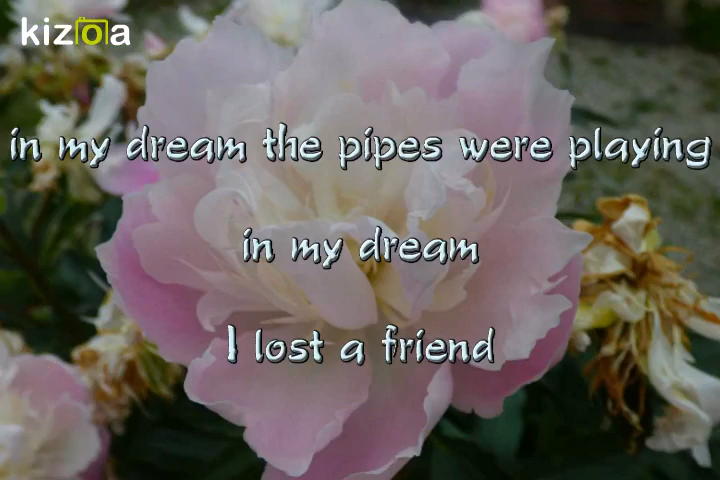 kizoa
in my dream the pipes were playing
in my dream
I lost a friend